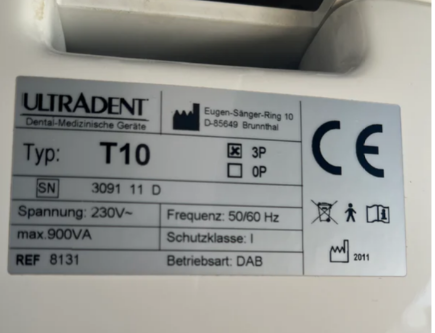 ULTRADENT
Dental-Medizinische Geräte
Eugen-Sänger-Ring 10
D-85649 Brunnthal
Typ: T10
3P
0P
SN 3091 11 D
Spannung: 230V~
Frequenz: 50/60 Hz
max.900VA
Schutzklasse: I
REF 8131
Betriebsart: DAB
CE
2011